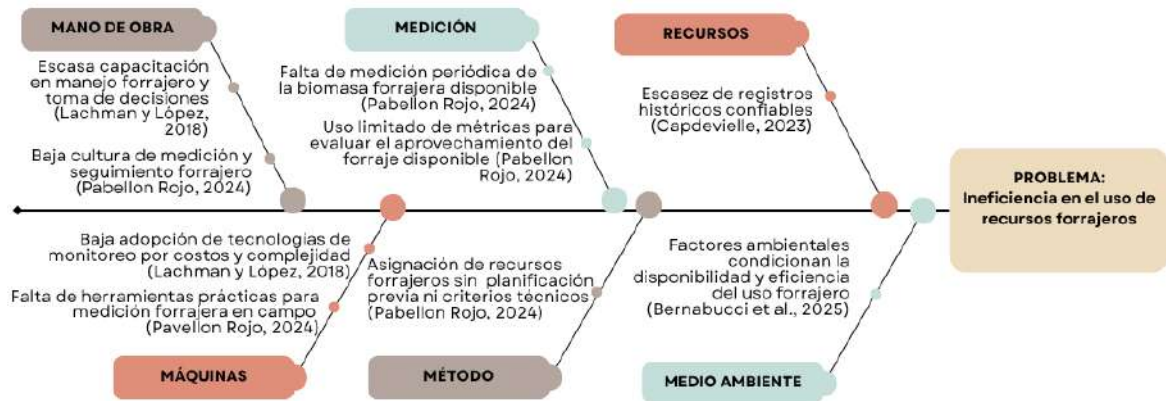 MANO DE OBRA
Escasa capacitación
en manejo forrajero y
toma de decisiones
(Lachman y López,
2018)
Baja cultura de medición y
seguimiento forrajero
(Pabellon Rojo, 2024)
MEDICIÓN
Falta de medición periódica de
la biomasa forrajera disponible
(Pabellon Rojo, 2024)
Uso limitado de métricas para
evaluar el aprovechamiento del
forraje disponible (Pabellon
Rojo, 2024)
RECURSOS
Escasez de registros
históricos confiables
(Capdevielle, 2023)
PROBLEMA:
Ineficiencia en el uso de
recursos forrajeros
Baja adopción de tecnologías de
monitoreo por costos y complejidad
(Lachman y López, 2018)
Falta de herramientas prácticas para
medición forrajera en campo
(Pavellon Rojo, 2024)
MÁQUINAS
Asignación de recursos
forrajeros sin planificación
previa ni criterios técnicos
(Pabellon Rojo, 2024)
MÉTODO
Factores ambientales
condicionan la
disponibilidad y eficiencia
del uso forrajero
(Bernabucci et al., 2025)
MEDIO AMBIENTE